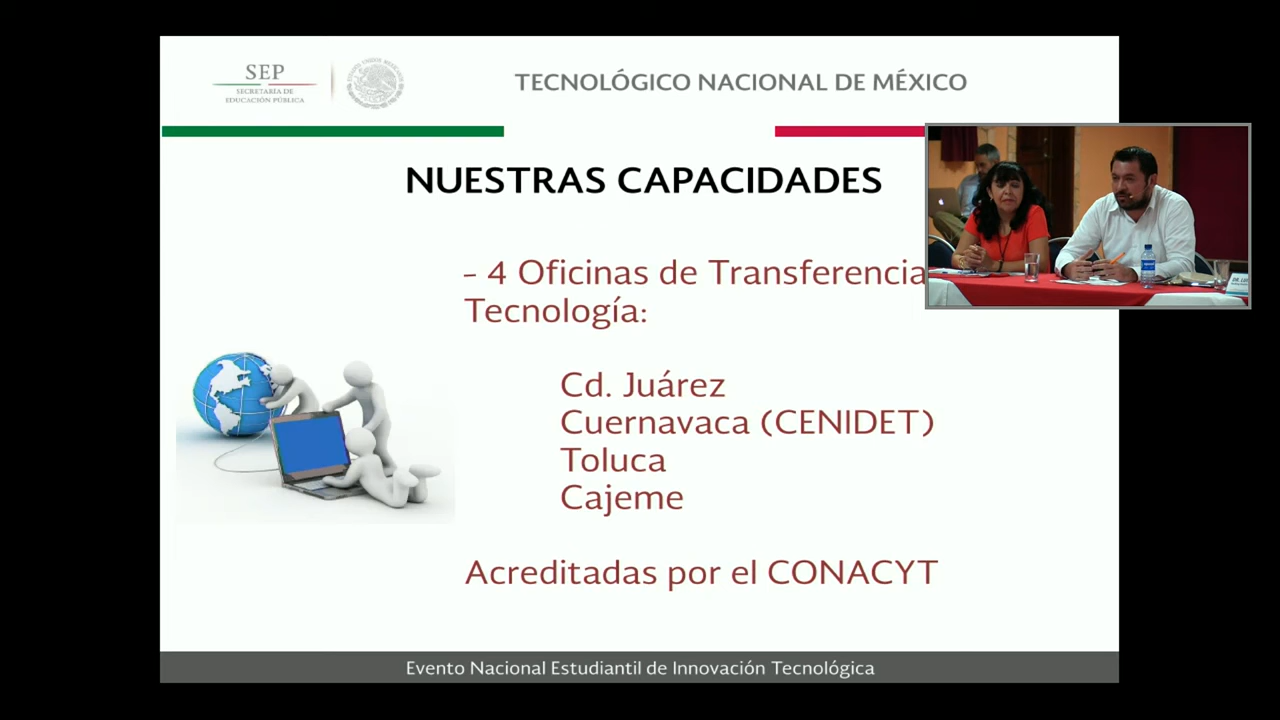 SEP
SECRETARÍA DE
EDUCACIÓN PÚBLICA
TECNOLÓGICO NACIONAL DE MÉXICO
NUESTRAS CAPACIDADES
– 4 Oficinas de Transferencia
Tecnología:
Cd. Juárez
Cuernavaca (CENIDET)
Toluca
Cajeme
Acreditadas por el CONACYT
Evento Nacional Estudiantil de Innovación Tecnológica